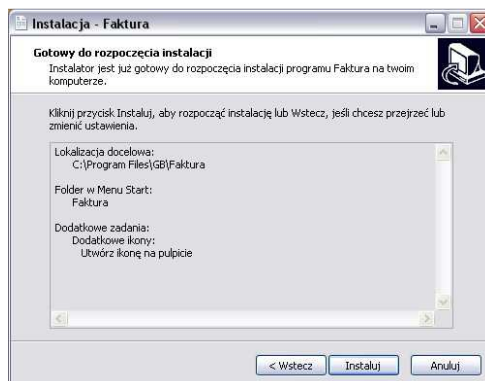 Instalacja - Faktura
Gotowy do rozpoczęcia instalacji
Instalator jest już gotowy do rozpoczęcia instalacji programu Faktura na twoim
komputerze.
Kliknij przycisk Instaluj, aby rozpocząć instalację lub Wstecz, jeśli chcesz przejrzeć lub
zmienić ustawienia.
Lokalizacja docelowa:
C:\Program Files\GB\Faktura
Folder w Menu Start:
Faktura
Dodatkowe zadania:
Dodatkowe ikony:
Utwórz ikonę na pulpicie
< Wstecz
Instaluj
Anuluj